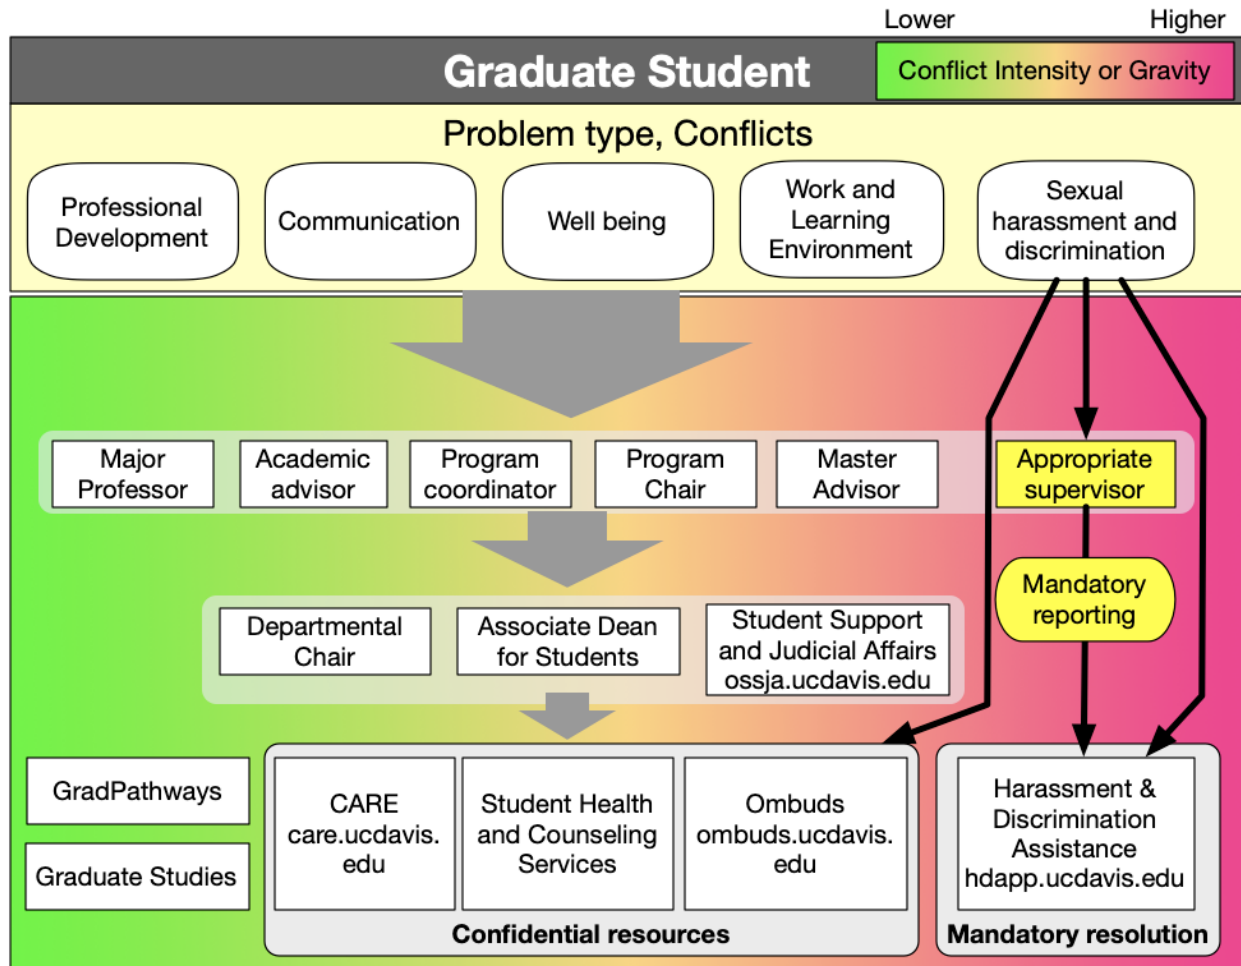 Lower
Higher
Graduate Student
Conflict Intensity or Gravity
Problem type, Conflicts
Professional
Development
Communication
Well being
Work and
Learning
Environment
Sexual
harassment and
discrimination
Major
Professor
Academic
advisor
Program
coordinator
Program
Chair
Master
Advisor
Appropriate
supervisor
Mandatory
reporting
Departmental
Chair
Associate Dean
for Students
Student Support
and Judicial Affairs
ossja.ucdavis.edu
GradPathways
Graduate Studies
CARE
care.ucdavis.
edu
Student Health
and Counseling
Services
Ombuds
ombuds.ucdavis.
edu
Confidential resources
Harassment &
Discrimination
Assistance
hdapp.ucdavis.edu
Mandatory resolution